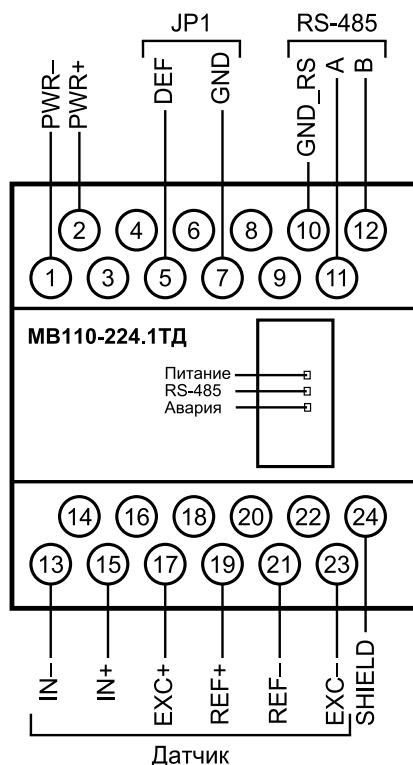 JP1
RS-485
PWR–
PWR+
DEF
GND
GND_RS
A
B
2 4 6 8 10 12
1 3 5 7 9 11
МВ110-224.1ТД
Питание
RS-485
Авария
14 16 18 20 22 24
13 15 17 19 21 23
IN–
IN+
EXC+
REF+
REF–
EXC–
SHIELD
Датчик